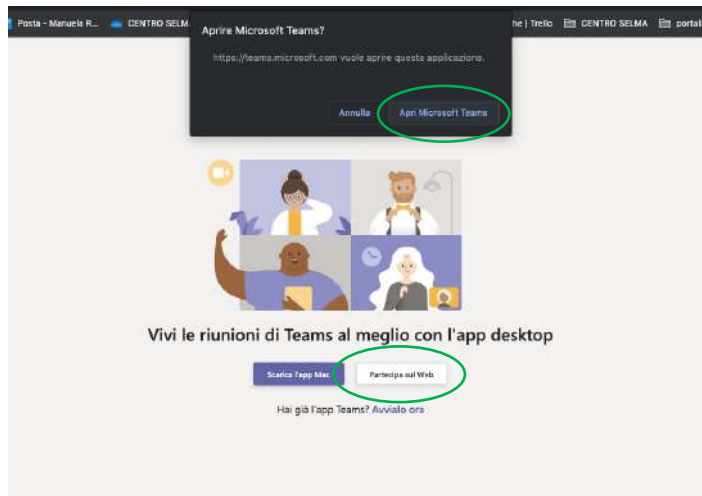 Posta - Manuela R...
CENTRO SELM
he | Trello
CENTRO SELMA
portali
Aprire Microsoft Teams?
https://teams.microsoft.com vuole aprire questa applicazione.
Annulla
Apri Microsoft Teams
Vivi le riunioni di Teams al meglio con l'app desktop
Scarica l'app Mac
Partecipa sul Web
Hai già l'app Teams? Avvialo ora